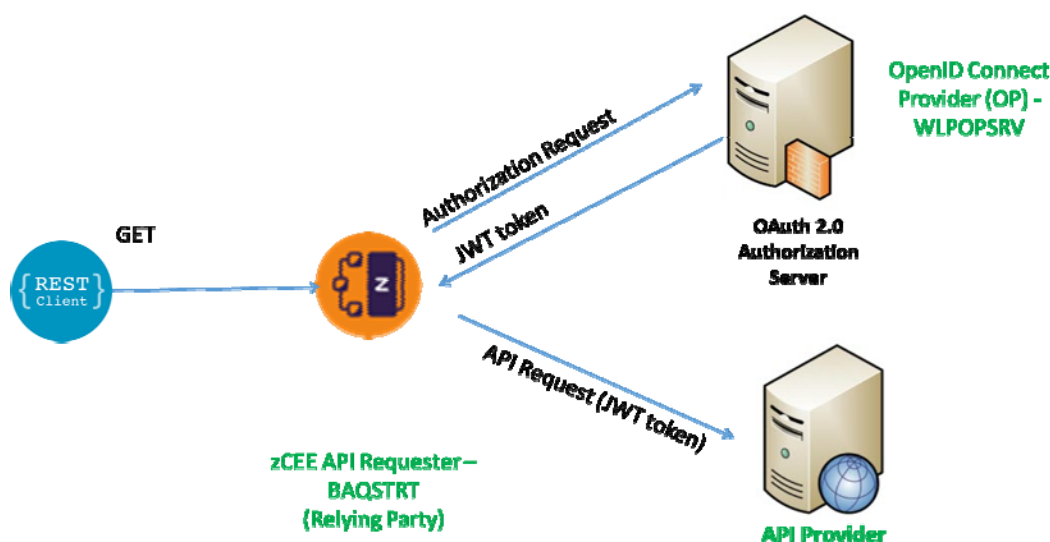 OpenID Connect
Provider (OP) -
WLPOPSRV
Authorization Request
JWT token
OAuth 2.0
Authorization
Server
GET
{ REST }
Client
Z
API Request (JWT token)
zCEE API Requester–
BAQSTRT
(Relying Party)
API Provider